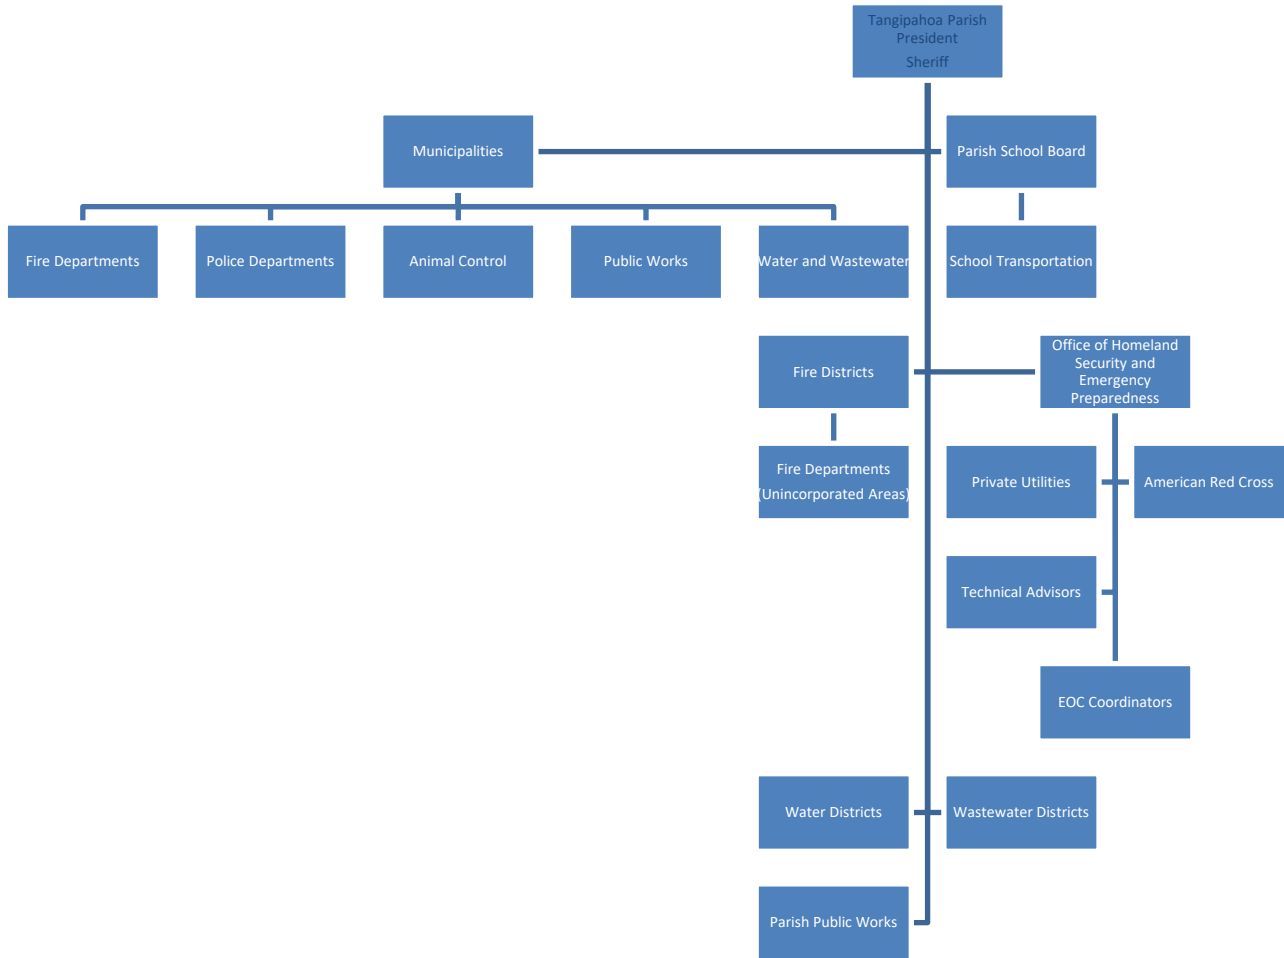 Tangipahoa Parish
President
Sheriff
Municipalities
Parish School Board
Fire Departments
Police Departments
Animal Control
Public Works
Water and Wastewater
School Transportation
Fire Districts
Office of Homeland
Security and
Emergency
Preparedness
Fire Departments
(Unincorporated Areas)
Private Utilities
American Red Cross
Technical Advisors
EOC Coordinators
Water Districts
Wastewater Districts
Parish Public Works